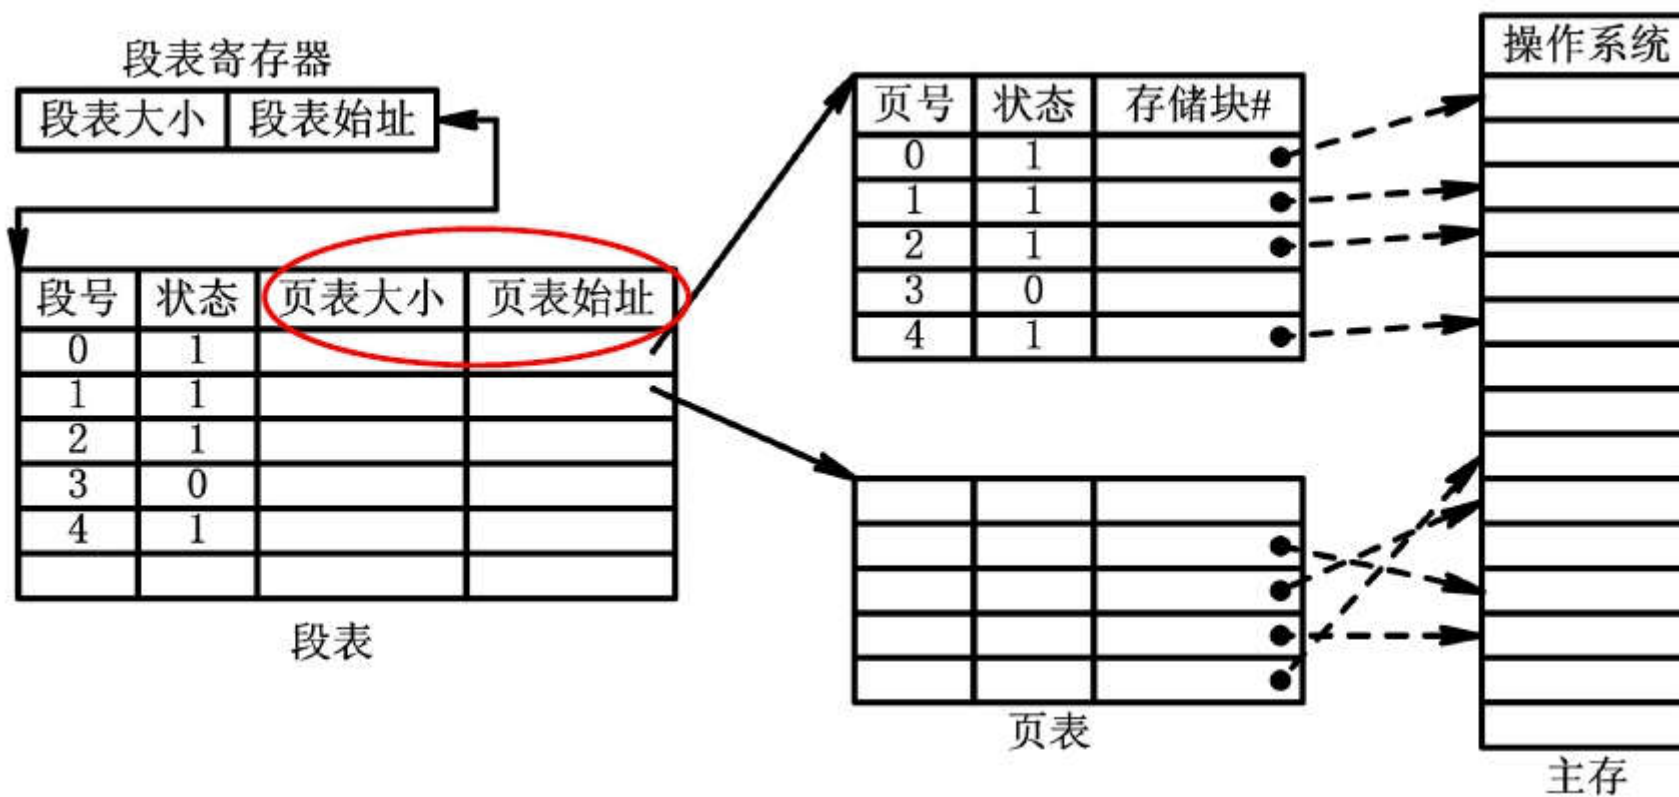 段表寄存器
段表大小 段表始址
段号 状态 页表大小 页表始址
0 1
1 1
2 1
3 0
4 1
段表
页号 状态 存储块#
0 1
1 1
2 1
3 0
4 1
页表
操作系统
主存